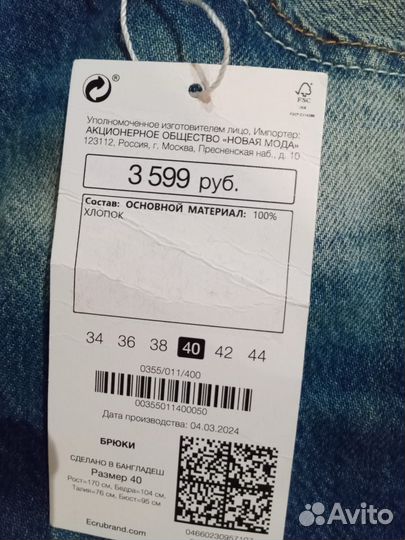 ®
FSC
Уполномоченное изготовителем лицо, Импортер:
АКЦИОНЕРНОЕ ОБЩЕСТВО «НОВАЯ МОДА»
123112, Россия, г. Москва, Пресненская наб., д. 10
3 599 руб.
Состав: ОСНОВНОЙ МАТЕРИАЛ: 100%
ХЛОПОК
34 36 38 40 42 44
0355/011/400
00355011400050
Дата производства: 04.03.2024
БРЮКИ
СДЕЛАНО В БАНГЛАДЕШ
Размер 40
Рост=170 см, Бедра=104 см,
Талия=76 см, Бюст=95 см
Ecrubrand.com
Avito